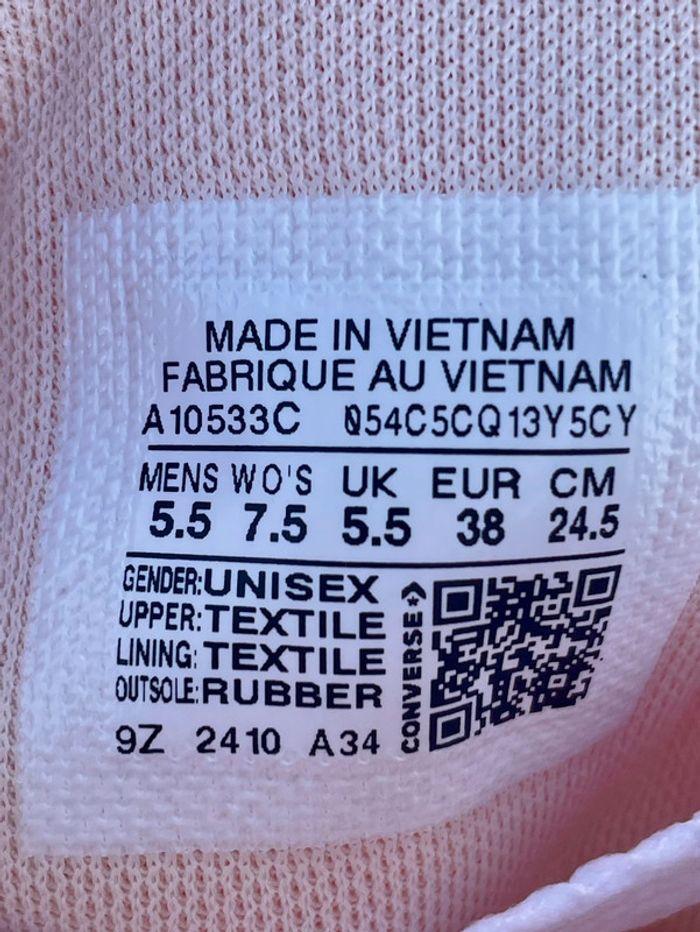 MADE IN VIETNAM
FABRIQUE AU VIETNAM
A10533C 054C5CQ13Y5CY
MENS WO'S UK EUR CM
5.5 7.5 5.5 38 24.5
GENDER:UNISEX
UPPER:TEXTILE
LINING:TEXTILE
OUTSOLE:RUBBER
9Z 2410 A34
CONVERSE